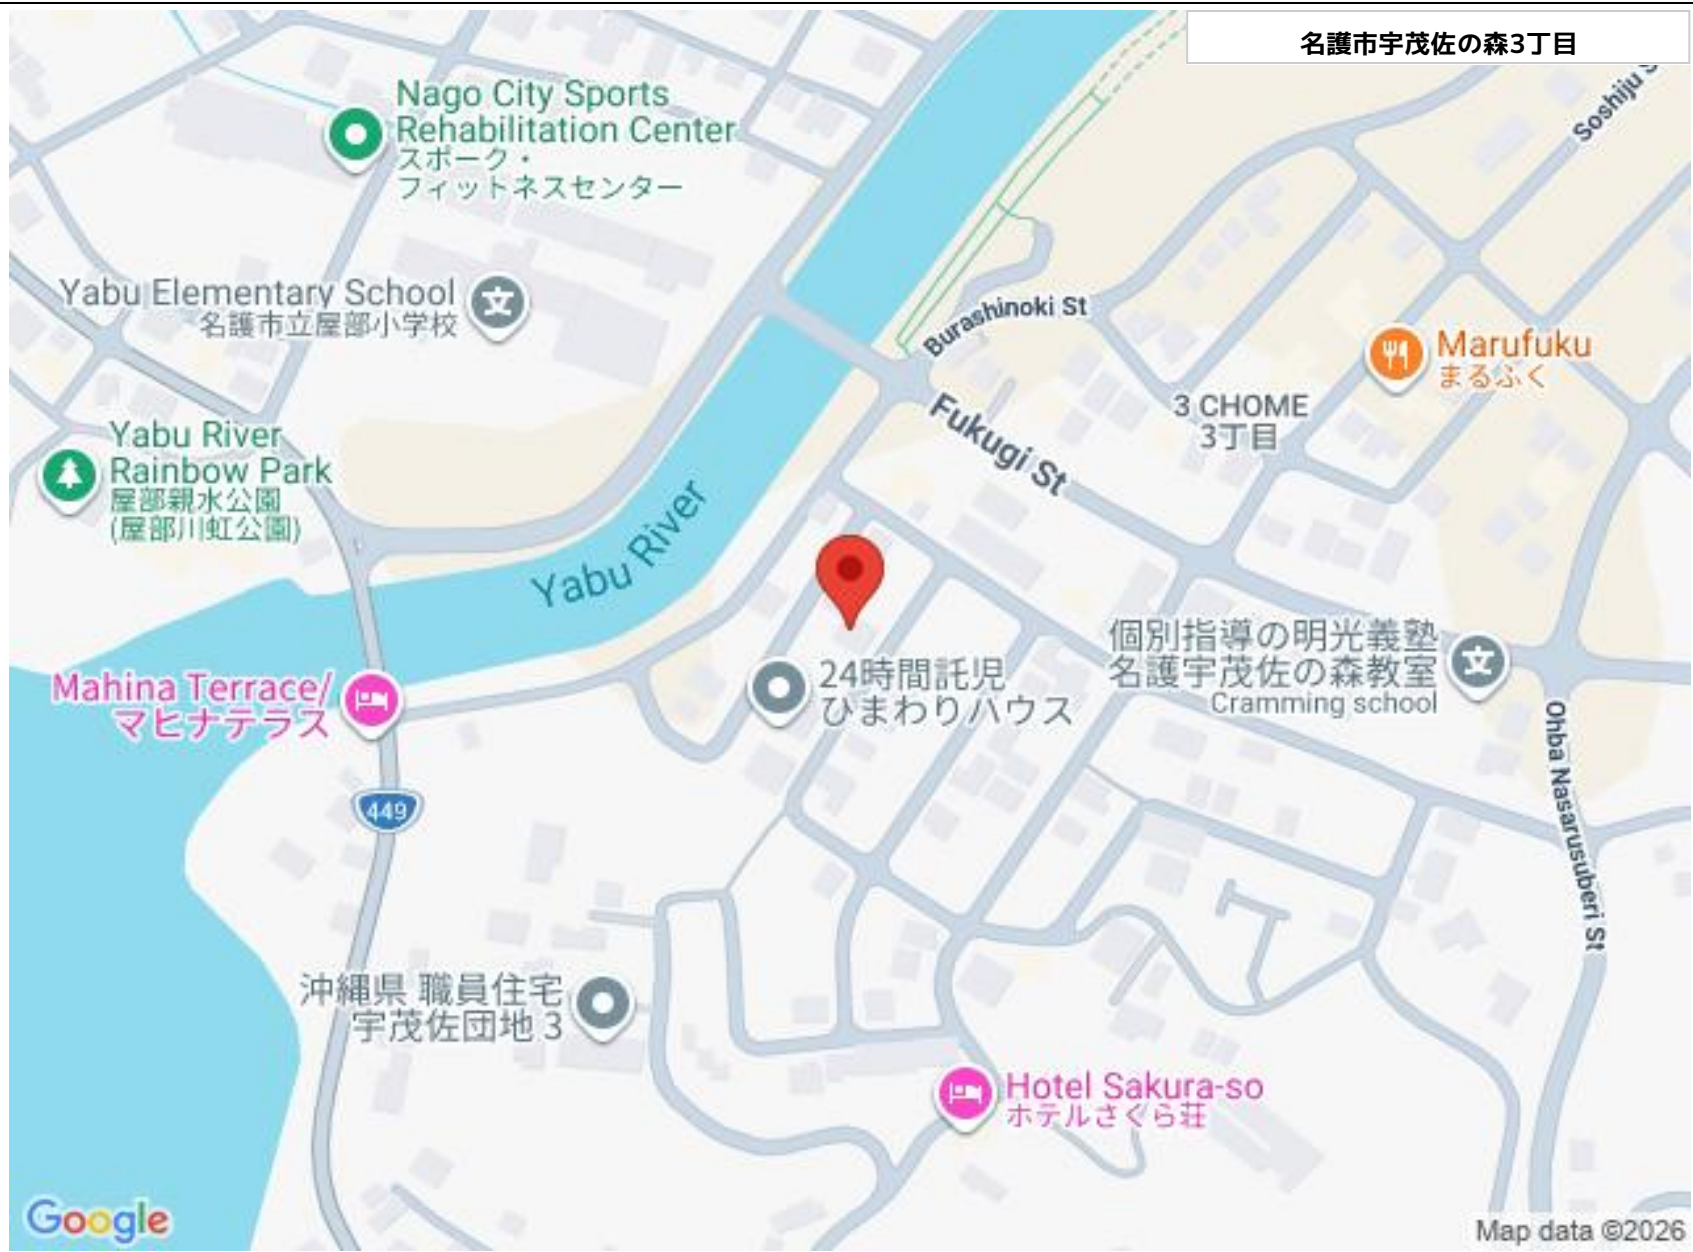 名護市宇茂佐の森3丁目
Soshiju S
Nago City Sports
Rehabilitation Center
スポーク・
フィットネスセンター
Yabu Elementary School
名護市立屋部小学校
Burashinoki St
Marufuku
まるふく
3 CHOME
3丁目
Fukugi St
Yabu River
Rainbow Park
屋部親水公園
(屋部川虹公園)
Yabu River
個別指導の明光義塾
名護宇茂佐の森教室
Cramming school
24時間託児
ひまわりハウス
Mahina Terrace/
マヒナテラス
449
Ohba Nasarusuberi St
沖縄県 職員住宅
宇茂佐団地 3
Hotel Sakura-so
ホテルさくら荘
Google
Map data ©2026